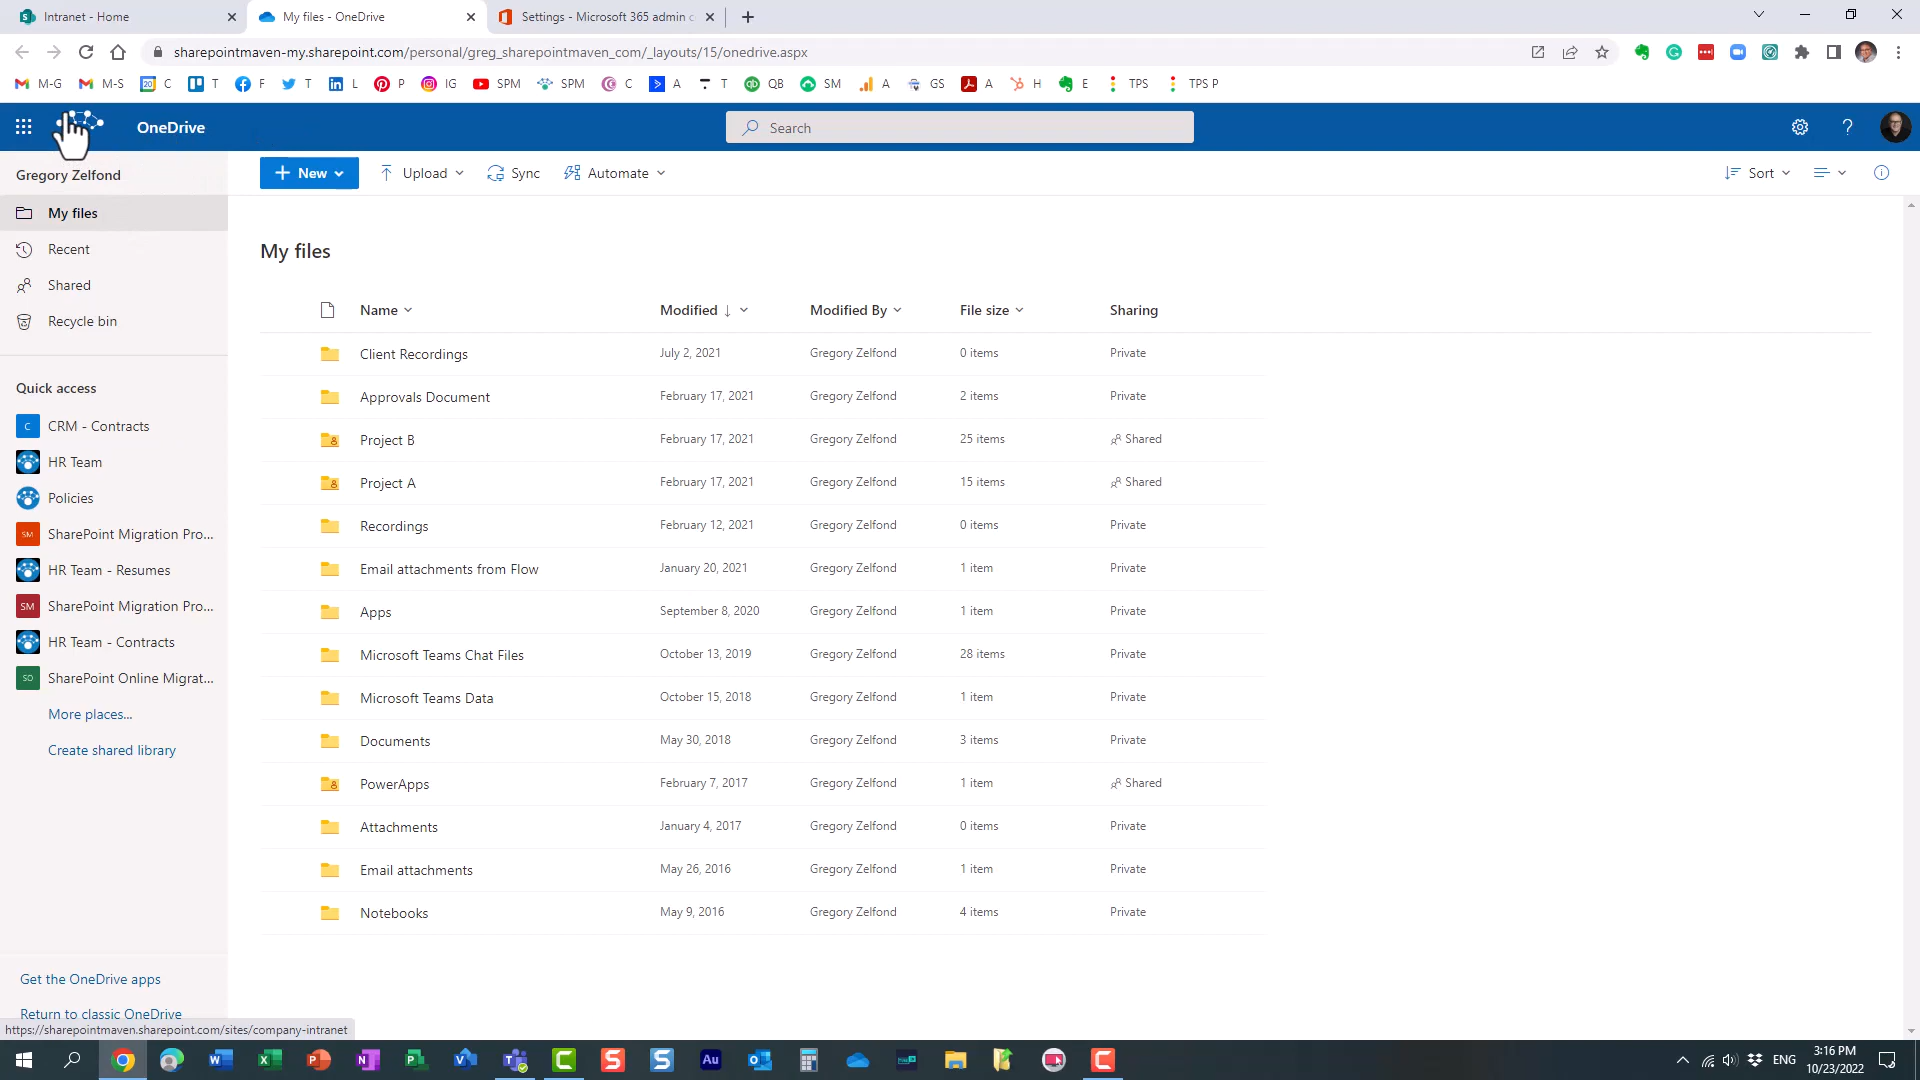 Intranet - Home
My files - OneDrive
Settings - Microsoft 365 admin c
sharepointmaven-my.sharepoint.com/personal/greg_sharepointmaven_com/_layouts/15/onedrive.aspx
M-G M-S C T F T L P IG SPM SPM C A T QB SM A GS A H E TPS TPS P
OneDrive
Search
Gregory Zelfond
New
Upload
Sync
Automate
Sort
My files
Recent
Shared
Recycle bin
Quick access
CRM - Contracts
HR Team
Policies
SharePoint Migration Pro...
HR Team - Resumes
SharePoint Migration Pro...
HR Team - Contracts
SharePoint Online Migrat...
More places...
Create shared library
Get the OneDrive apps
Return to classic OneDrive
https://sharepointmaven.sharepoint.com/sites/company-intranet
My files
Name Modified Modified By File size Sharing
Client Recordings July 2, 2021 Gregory Zelfond 0 items Private
Approvals Document February 17, 2021 Gregory Zelfond 2 items Private
Project B February 17, 2021 Gregory Zelfond 25 items Shared
Project A February 17, 2021 Gregory Zelfond 15 items Shared
Recordings February 12, 2021 Gregory Zelfond 0 items Private
Email attachments from Flow January 20, 2021 Gregory Zelfond 1 item Private
Apps September 8, 2020 Gregory Zelfond 1 item Private
Microsoft Teams Chat Files October 13, 2019 Gregory Zelfond 28 items Private
Microsoft Teams Data October 15, 2018 Gregory Zelfond 1 item Private
Documents May 30, 2018 Gregory Zelfond 3 items Private
PowerApps February 7, 2017 Gregory Zelfond 1 item Shared
Attachments January 4, 2017 Gregory Zelfond 0 items Private
Email attachments May 26, 2016 Gregory Zelfond 1 item Private
Notebooks May 9, 2016 Gregory Zelfond 4 items Private
ENG
3:16 PM
10/23/2022